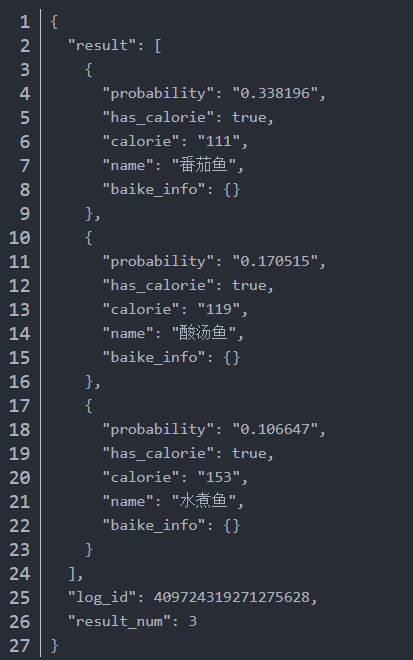 1 {
2   "result": [
3     {
4       "probability": "0.338196",
5       "has_calorie": true,
6       "calorie": "111",
7       "name": "番茄鱼",
8       "baike_info": {}
9     },
10     {
11       "probability": "0.170515",
12       "has_calorie": true,
13       "calorie": "119",
14       "name": "酸汤鱼",
15       "baike_info": {}
16     },
17     {
18       "probability": "0.106647",
19       "has_calorie": true,
20       "calorie": "153",
21       "name": "水煮鱼",
22       "baike_info": {}
23     }
24   ],
25   "log_id": 409724319271275628,
26   "result_num": 3
27 }